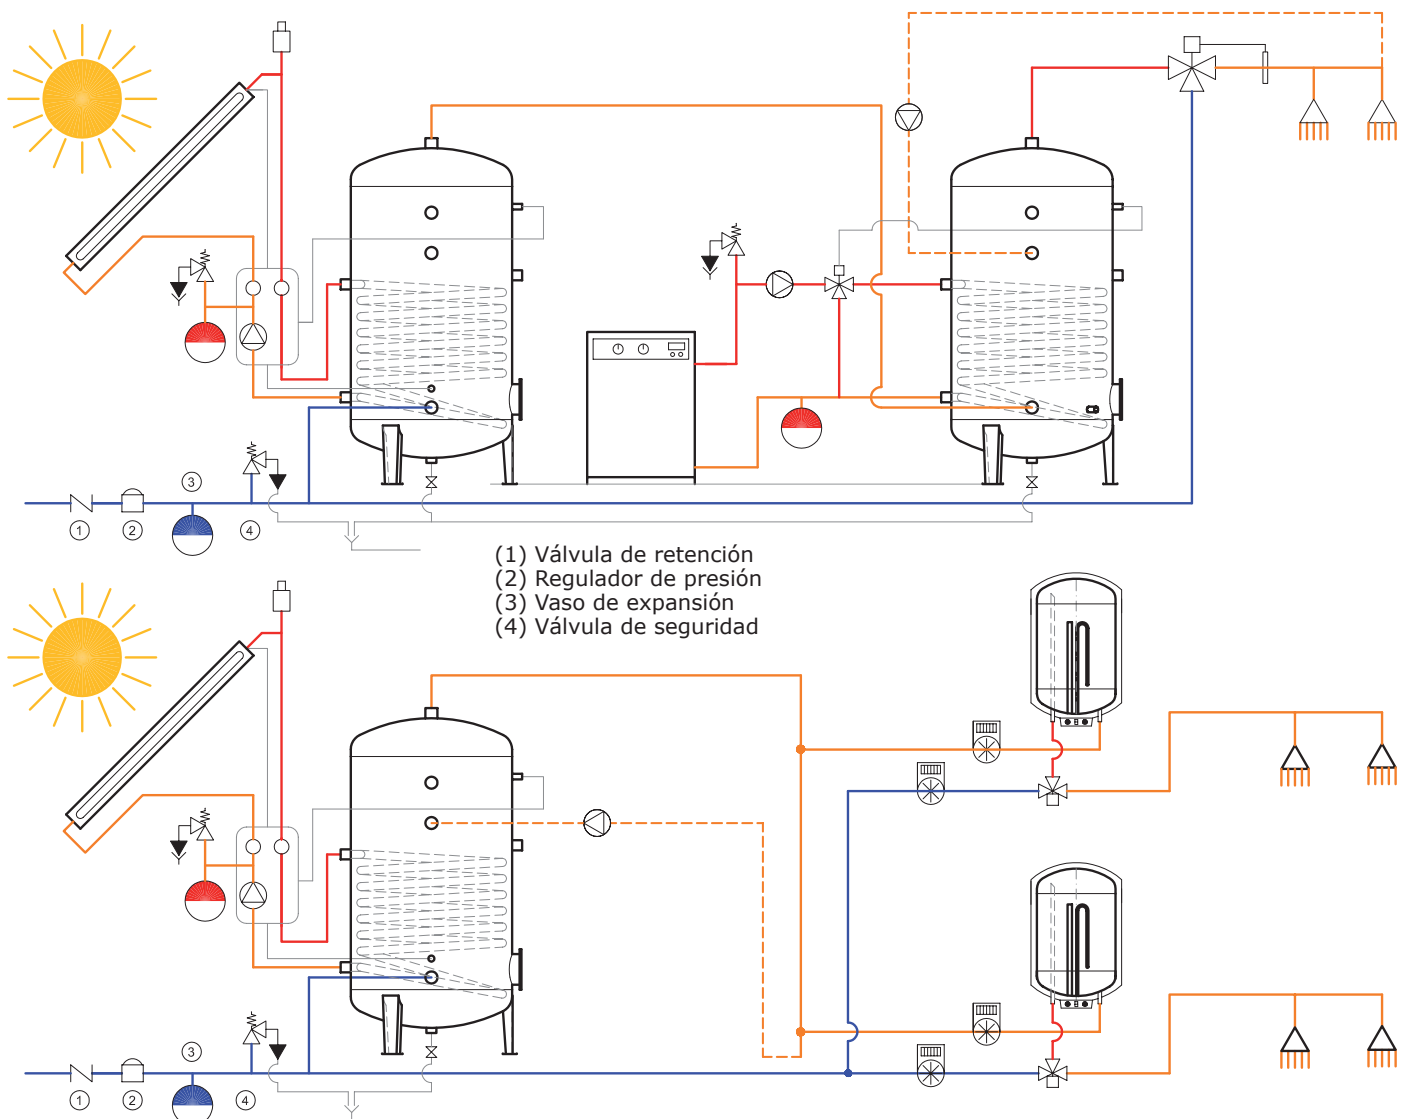 3
1
2
4
(1) Válvula de retención
(2) Regulador de presión
(3) Vaso de expansión
(4) Válvula de seguridad
3
1
2
4